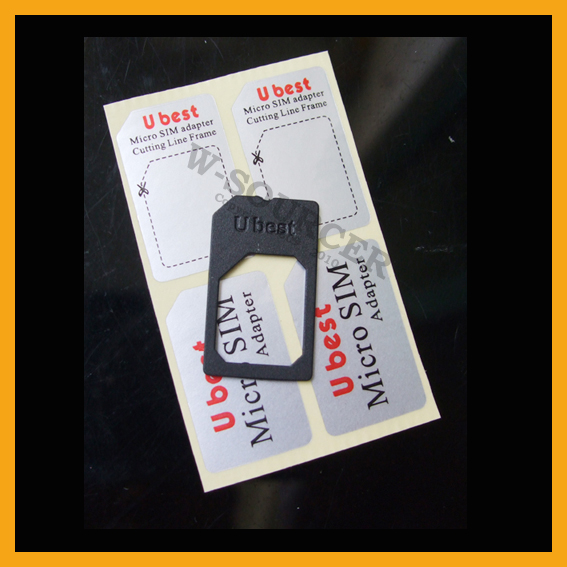 U best
Micro SIM adapter
Cutting Line Frame
U best
Micro SIM adapter
Cutting Line Frame
W-SOURCER
2010
U best
U best
Micro SIM
Adapter
U best
Micro SIM
Adapter